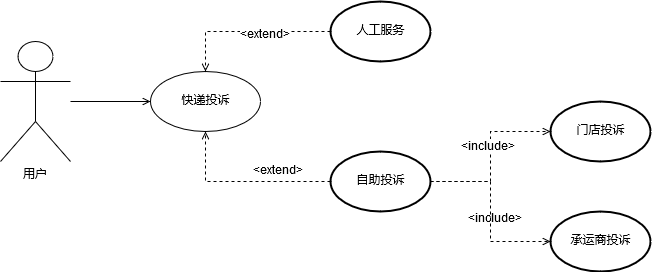 人工服务
<extend>
快递投诉
用户
<extend>
自助投诉
<include>
门店投诉
<include>
承运商投诉